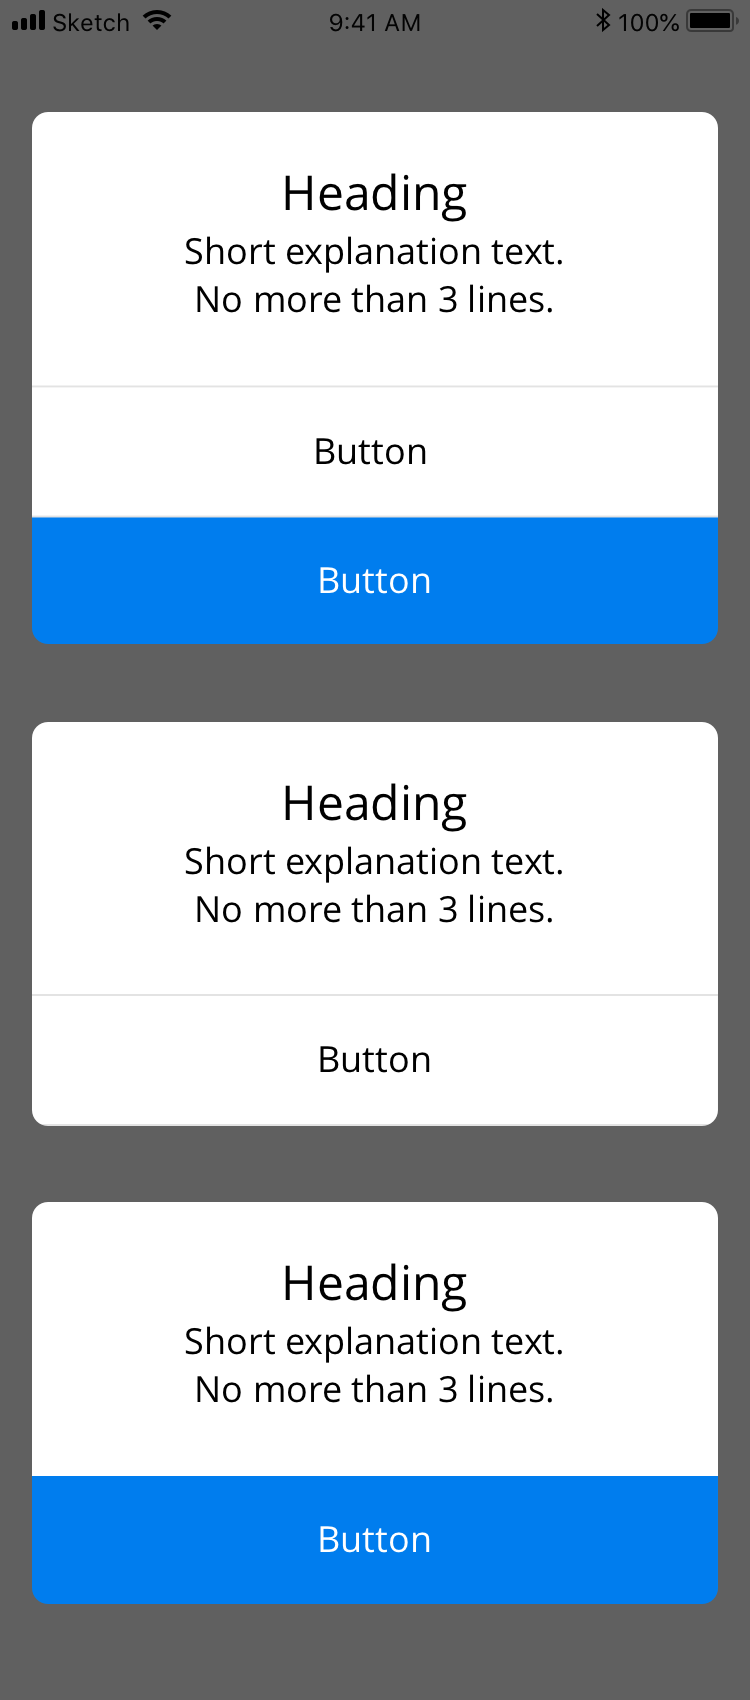 Sketch 9:41 AM 100%
Heading
Short explanation text.
No more than 3 lines.
Button
Button
Heading
Short explanation text.
No more than 3 lines.
Button
Heading
Short explanation text.
No more than 3 lines.
Button